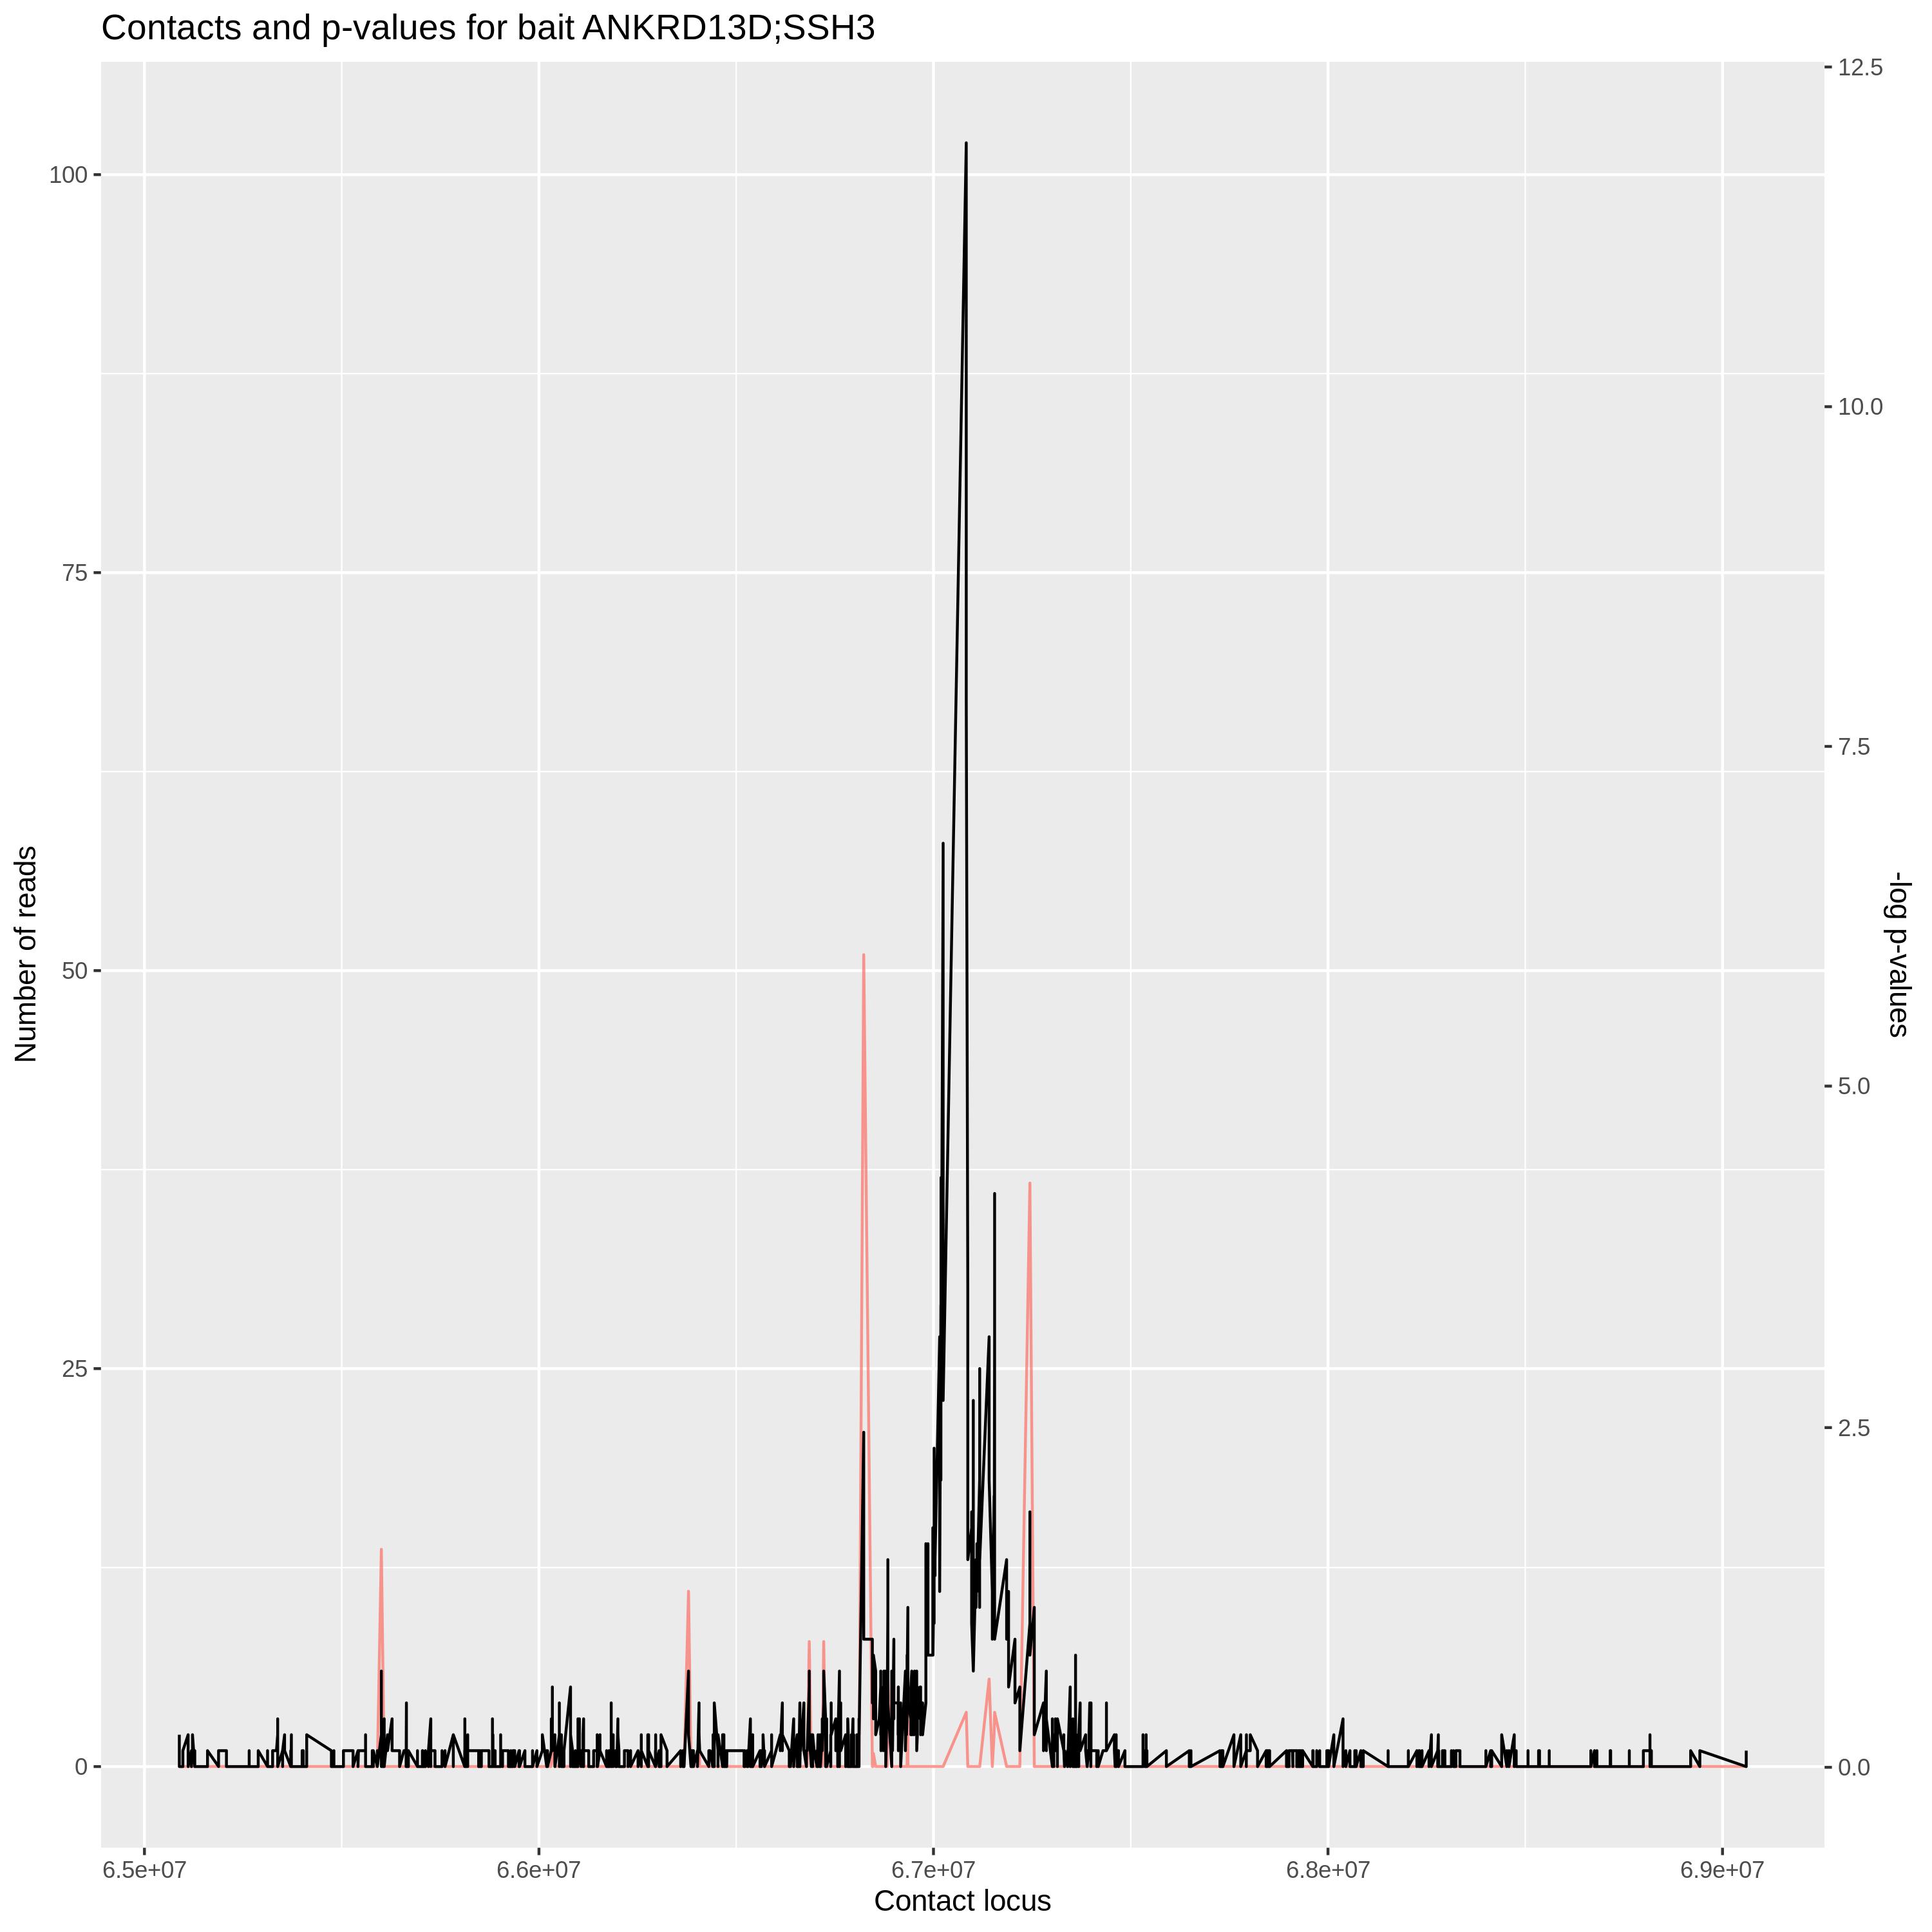 Contacts and p-values for bait ANKRD13D;SSH3
Number of reads
100
75
50
25
0
12.5
10.0
7.5
5.0
2.5
0.0
-log p-values
6.5e+07 6.6e+07 6.7e+07 6.8e+07 6.9e+07
Contact locus